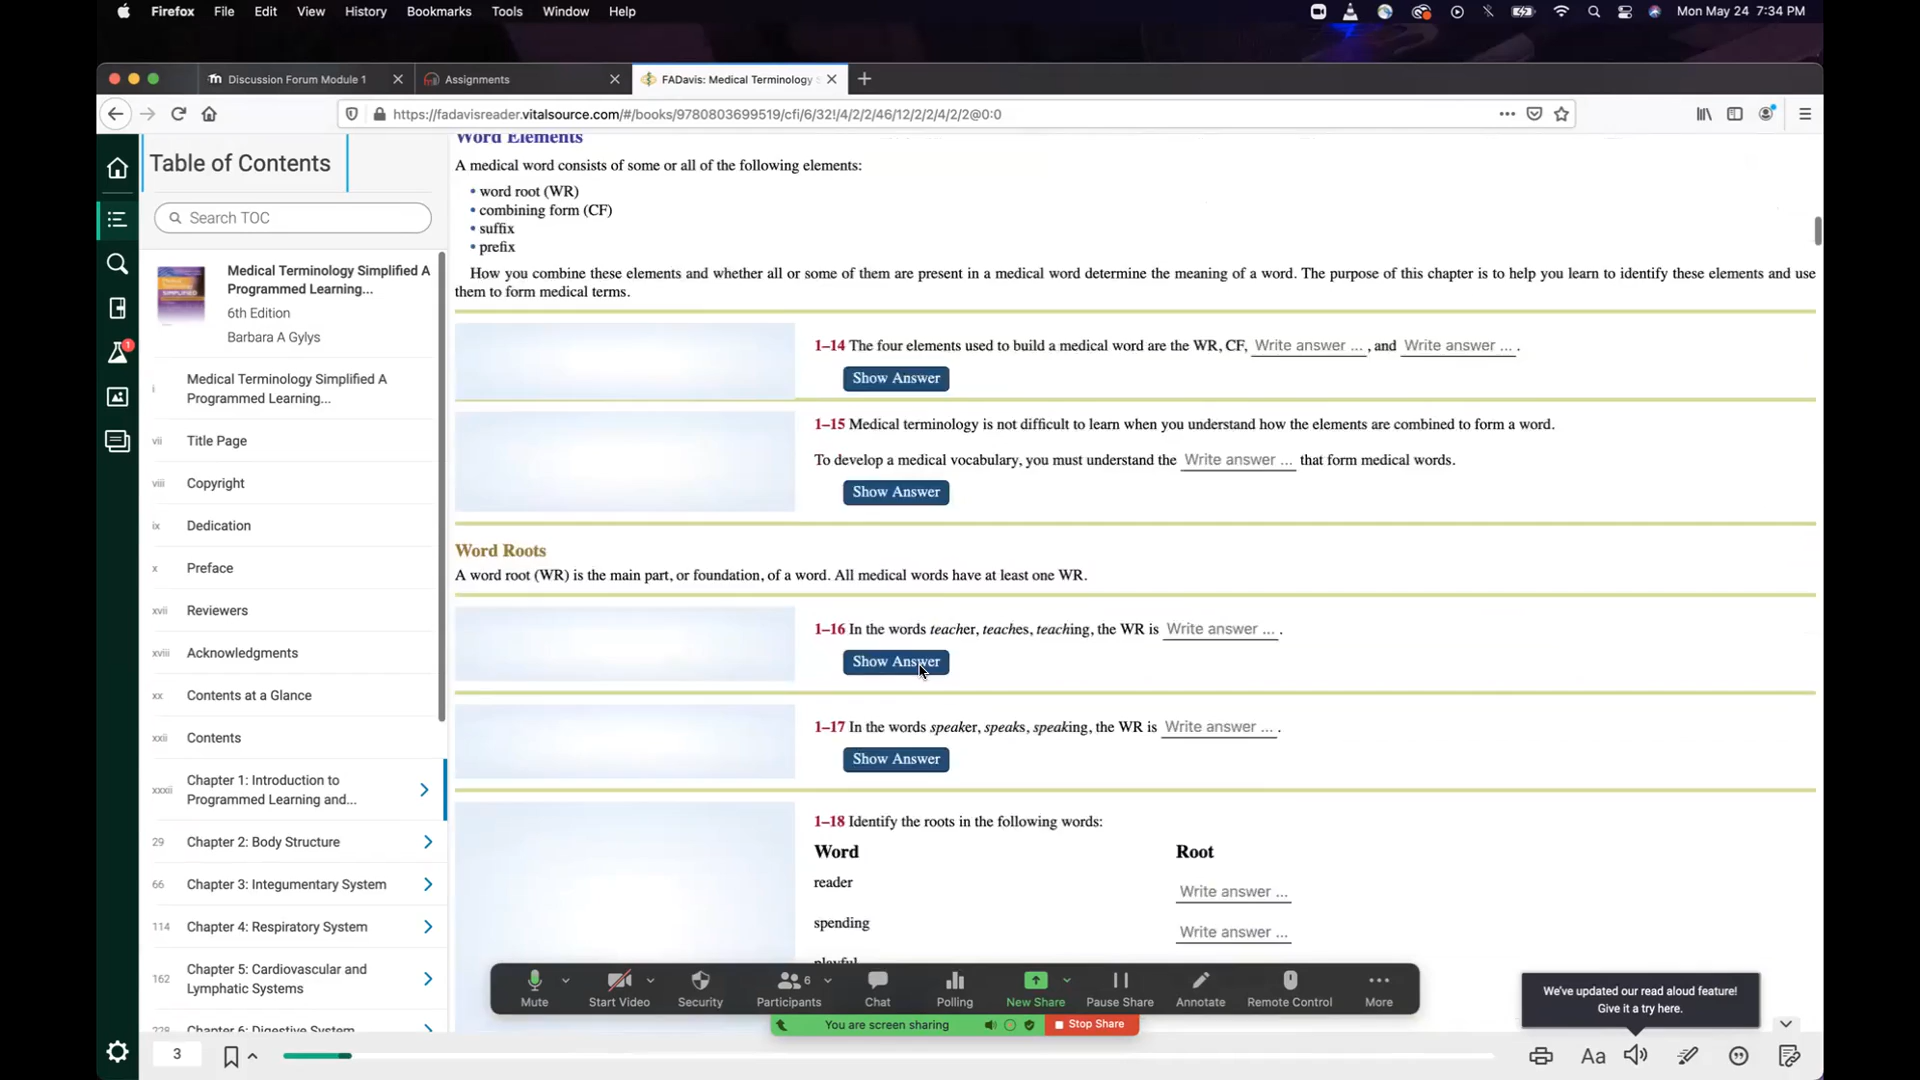 Firefox File Edit View History Bookmarks Tools Window Help Mon May 24 7:34 PM
Discussion Forum Module 1 Assignments FADavis: Medical Terminology
https://fadavisreader.vitalsource.com/#/books/9780803699519/cfi/6/32!/4/2/2/46/12/2/2/4/2/2@0:0
Table of Contents
Search TOC
Medical Terminology Simplified A
Programmed Learning...
6th Edition
Barbara A Gylys
i Medical Terminology Simplified A
Programmed Learning...
vii Title Page
viii Copyright
ix Dedication
x Preface
xvii Reviewers
xviii Acknowledgments
xx Contents at a Glance
xxii Contents
xxxii Chapter 1: Introduction to
Programmed Learning and...
29 Chapter 2: Body Structure
66 Chapter 3: Integumentary System
114 Chapter 4: Respiratory System
162 Chapter 5: Cardiovascular and
Lymphatic Systems
228 Chapter 6: Digestive System
Word Elements
A medical word consists of some or all of the following elements:
• word root (WR)
• combining form (CF)
• suffix
• prefix
How you combine these elements and whether all or some of them are present in a medical word determine the meaning of a word. The purpose of this chapter is to help you learn to identify these elements and use
them to form medical terms.
1–14 The four elements used to build a medical word are the WR, CF, Write answer ... , and Write answer ... .
Show Answer
1–15 Medical terminology is not difficult to learn when you understand how the elements are combined to form a word.
To develop a medical vocabulary, you must understand the Write answer ... that form medical words.
Show Answer
Word Roots
A word root (WR) is the main part, or foundation, of a word. All medical words have at least one WR.
1–16 In the words teacher, teaches, teaching, the WR is Write answer ... .
Show Answer
1–17 In the words speaker, speaks, speaking, the WR is Write answer ... .
Show Answer
1–18 Identify the roots in the following words:
Word Root
reader Write answer ...
spending Write answer ...
playful
Mute Start Video Security Participants 6 Chat Polling New Share Pause Share Annotate Remote Control More
You are screen sharing Stop Share
We've updated our read aloud feature!
Give it a try here.
3 Aa
1